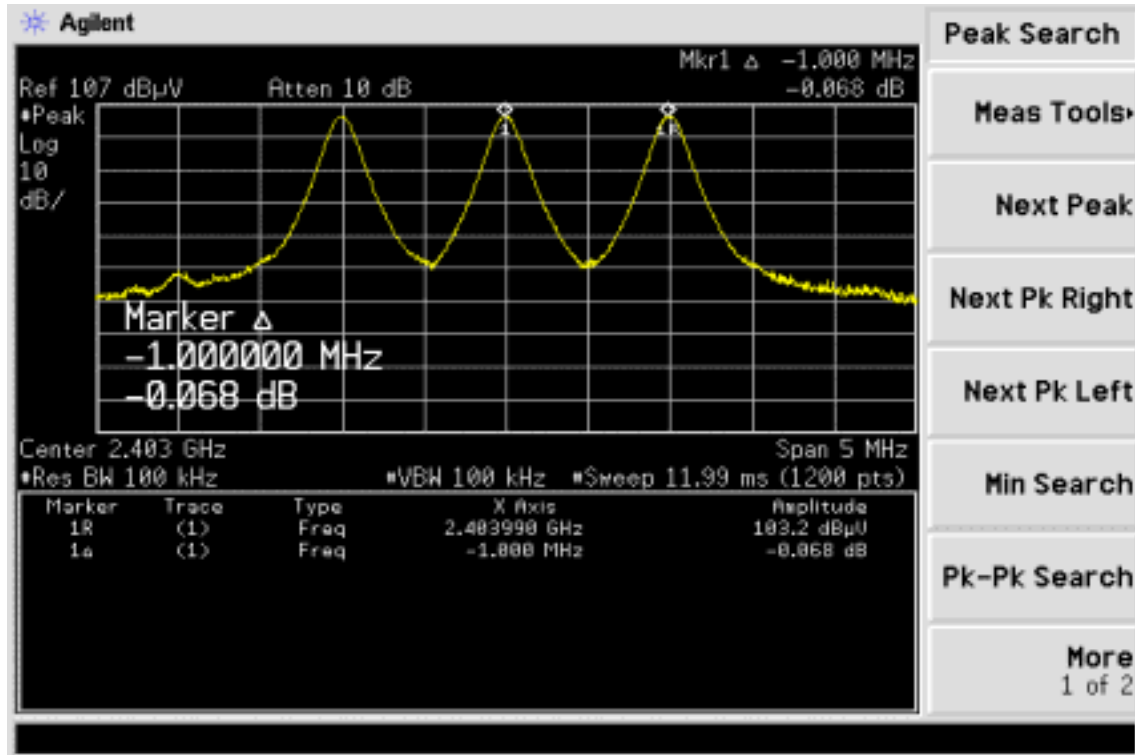 Agilent
Peak Search
Mkr1 Δ -1.000 MHz
Ref 107 dBµV Atten 10 dB -0.068 dB
#Peak
Log
10
dB/
1
1R
Marker Δ
-1.000000 MHz
-0.068 dB
Center 2.403 GHz Span 5 MHz
#Res BW 100 kHz #VBW 100 kHz #Sweep 11.99 ms (1200 pts)
Marker Trace Type X Axis Amplitude
1R (1) Freq 2.403990 GHz 103.2 dBµV
1Δ (1) Freq -1.000 MHz -0.068 dB
Meas Tools▸
Next Peak
Next Pk Right
Next Pk Left
Min Search
Pk-Pk Search
More
1 of 2